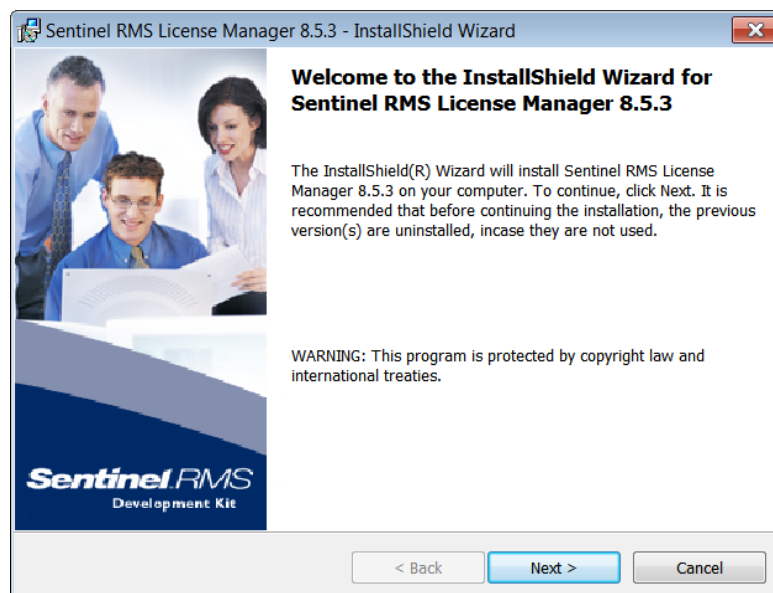 Sentinel RMS License Manager 8.5.3 - InstallShield Wizard
Welcome to the InstallShield Wizard for
Sentinel RMS License Manager 8.5.3
The InstallShield(R) Wizard will install Sentinel RMS License
Manager 8.5.3 on your computer. To continue, click Next. It is
recommended that before continuing the installation, the previous
version(s) are uninstalled, incase they are not used.
WARNING: This program is protected by copyright law and
international treaties.
Sentinel.RMS
Development Kit
< Back
Next >
Cancel